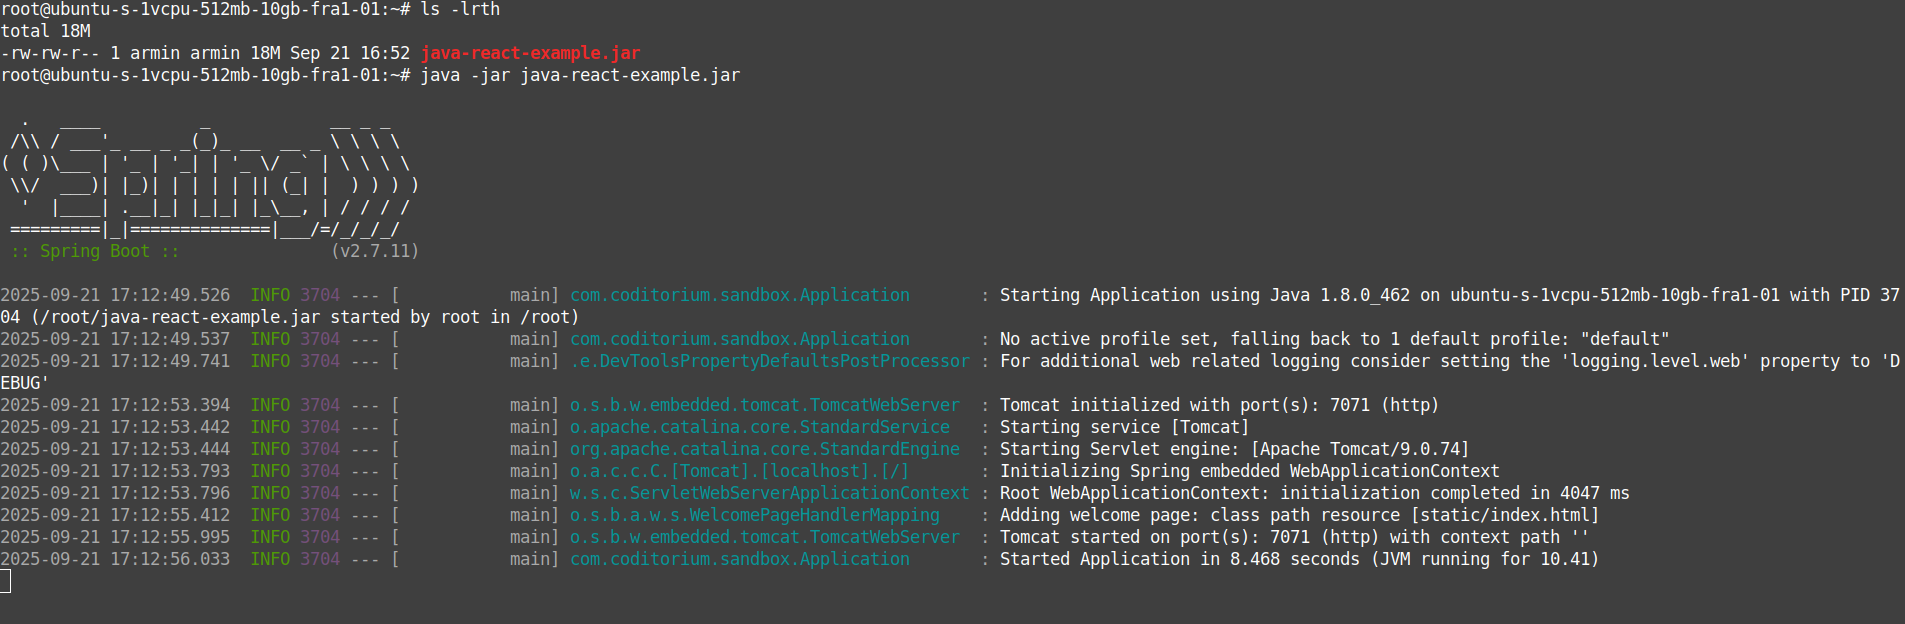 root@ubuntu-s-1vcpu-512mb-10gb-fra1-01:~# ls -lrth
total 18M
-rw-rw-r-- 1 armin armin 18M Sep 21 16:52 java-react-example.jar
root@ubuntu-s-1vcpu-512mb-10gb-fra1-01:~# java -jar java-react-example.jar

  .   ____          _            __ _ _
 /\\ / ___'_ __ _ _(_)_ __  __ _ \ \ \ \
( ( )\___ | '_ | '_| | '_ \/ _` | \ \ \ \
 \\/  ___)| |_)| | | | | || (_| |  ) ) ) )
  '  |____| .__|_| |_|_| |_\__, | / / / /
 =========|_|==============|___/=/_/_/_/
 :: Spring Boot ::               (v2.7.11)

2025-09-21 17:12:49.526  INFO 3704 --- [           main] com.coditorium.sandbox.Application       : Starting Application using Java 1.8.0_462 on ubuntu-s-1vcpu-512mb-10gb-fra1-01 with PID 37
04 (/root/java-react-example.jar started by root in /root)
2025-09-21 17:12:49.537  INFO 3704 --- [           main] com.coditorium.sandbox.Application       : No active profile set, falling back to 1 default profile: "default"
2025-09-21 17:12:49.741  INFO 3704 --- [           main] .e.DevToolsPropertyDefaultsPostProcessor : For additional web related logging consider setting the 'logging.level.web' property to 'D
EBUG'
2025-09-21 17:12:53.394  INFO 3704 --- [           main] o.s.b.w.embedded.tomcat.TomcatWebServer  : Tomcat initialized with port(s): 7071 (http)
2025-09-21 17:12:53.442  INFO 3704 --- [           main] o.apache.catalina.core.StandardService   : Starting service [Tomcat]
2025-09-21 17:12:53.444  INFO 3704 --- [           main] org.apache.catalina.core.StandardEngine  : Starting Servlet engine: [Apache Tomcat/9.0.74]
2025-09-21 17:12:53.793  INFO 3704 --- [           main] o.a.c.c.C.[Tomcat].[localhost].[/]       : Initializing Spring embedded WebApplicationContext
2025-09-21 17:12:53.796  INFO 3704 --- [           main] w.s.c.ServletWebServerApplicationContext : Root WebApplicationContext: initialization completed in 4047 ms
2025-09-21 17:12:55.412  INFO 3704 --- [           main] o.s.b.a.w.s.WelcomePageHandlerMapping    : Adding welcome page: class path resource [static/index.html]
2025-09-21 17:12:55.995  INFO 3704 --- [           main] o.s.b.w.embedded.tomcat.TomcatWebServer  : Tomcat started on port(s): 7071 (http) with context path ''
2025-09-21 17:12:56.033  INFO 3704 --- [           main] com.coditorium.sandbox.Application       : Started Application in 8.468 seconds (JVM running for 10.41)